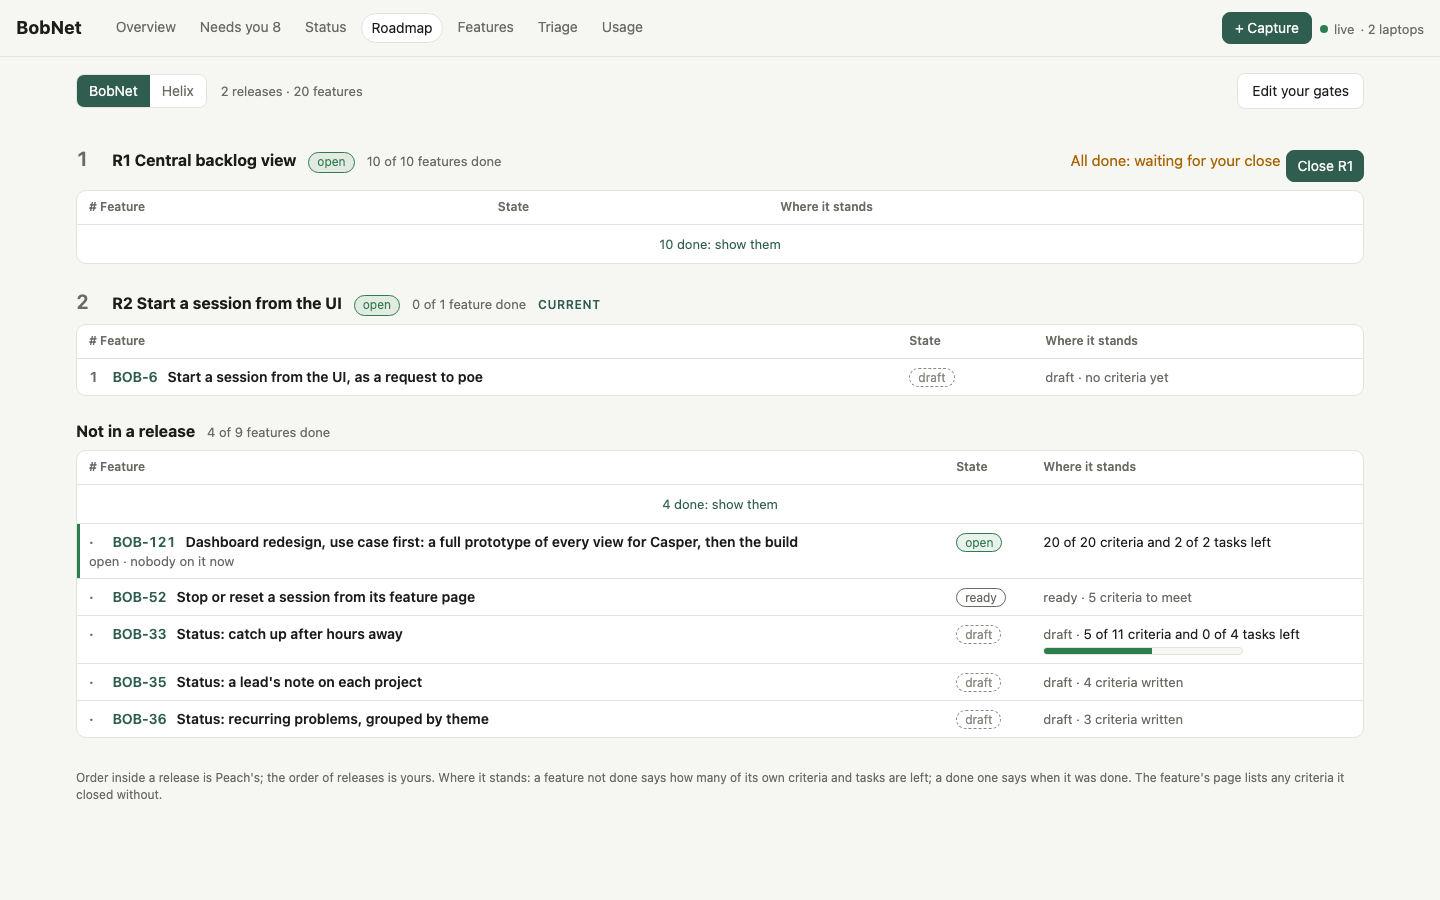 BobNet Overview Needs you 8 Status Roadmap Features Triage Usage + Capture live · 2 laptops
BobNet Helix 2 releases · 20 features Edit your gates
1 R1 Central backlog view open 10 of 10 features done All done: waiting for your close Close R1
# Feature State Where it stands
10 done: show them
2 R2 Start a session from the UI open 0 of 1 feature done CURRENT
# Feature State Where it stands
1 BOB-6 Start a session from the UI, as a request to poe draft draft · no criteria yet
Not in a release 4 of 9 features done
# Feature State Where it stands
4 done: show them
· BOB-121 Dashboard redesign, use case first: a full prototype of every view for Casper, then the build open 20 of 20 criteria and 2 of 2 tasks left
open · nobody on it now
· BOB-52 Stop or reset a session from its feature page ready ready · 5 criteria to meet
· BOB-33 Status: catch up after hours away draft draft · 5 of 11 criteria and 0 of 4 tasks left
· BOB-35 Status: a lead's note on each project draft draft · 4 criteria written
· BOB-36 Status: recurring problems, grouped by theme draft draft · 3 criteria written
Order inside a release is Peach's; the order of releases is yours. Where it stands: a feature not done says how many of its own criteria and tasks are left; a done one says when it was done. The feature's page lists any criteria it
closed without.